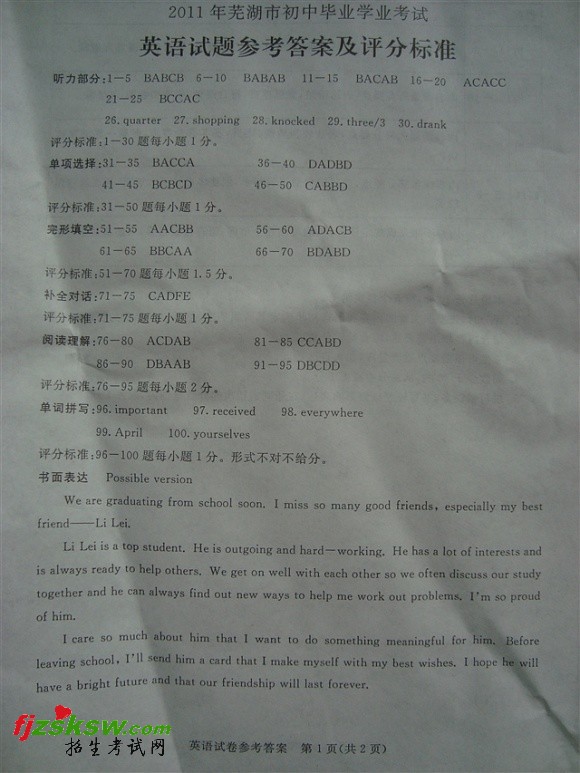 2011年芜湖市初中毕业学业考试
英语试题参考答案及评分标准
听力部分:1-5 BABCB 6-10 BABAB 11-15 BACAB 16-20 ACACC
21-25 BCCAC
26. quarter 27. shopping 28. knocked 29. three/3 30. drank
评分标准:1-30题每小题1分。
单项选择:31-35 BACCA 36-40 DADBD
41-45 BCBCD 46-50 CABBD
评分标准:31-50题每小题1分。
完形填空:51-55 AACBB 56-60 ADACB
61-65 BBCAA 66-70 BDABD
评分标准:51-70题每小题1.5分。
补全对话:71-75 CADFE
评分标准:71-75题每小题1分。
阅读理解:76-80 ACDAB 81-85 CCABD
86-90 DBAAB 91-95 DBCDD
评分标准:76-95题每小题2分。
单词拼写:96. important 97. received 98. everywhere
99. April 100. yourselves
评分标准:96-100题每小题1分。形式不对不给分。
书面表达 Possible version
We are graduating from school soon. I miss so many good friends, especially my best
friend——Li Lei.
Li Lei is a top student. He is outgoing and hard-working. He has a lot of interests and
is always ready to help others. We get on well with each other so we often discuss our study
together and he can always find out new ways to help me work out problems. I'm so proud
of him.
I care so much about him that I want to do something meaningful for him. Before
leaving school, I'll send him a card that I make myself with my best wishes. I hope he will
have a bright future and that our friendship will last forever.
fjzsksw.com
招生考试网
英语试卷参考答案 第1页(共2页)